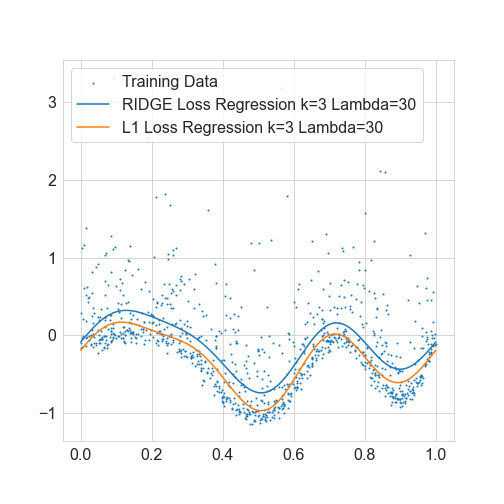 Training Data
RIDGE Loss Regression k=3 Lambda=30
L1 Loss Regression k=3 Lambda=30
3
2
1
0
−1
0.0 0.2 0.4 0.6 0.8 1.0